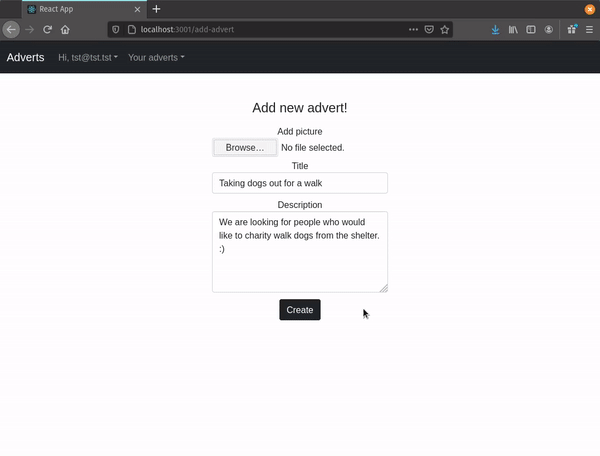 React App
localhost:3001/add-advert
Adverts Hi, tst@tst.tst Your adverts
Add new advert!
Add picture
Browse... No file selected.
Title
Taking dogs out for a walk
Description
We are looking for people who would
like to charity walk dogs from the shelter.
:)
Create